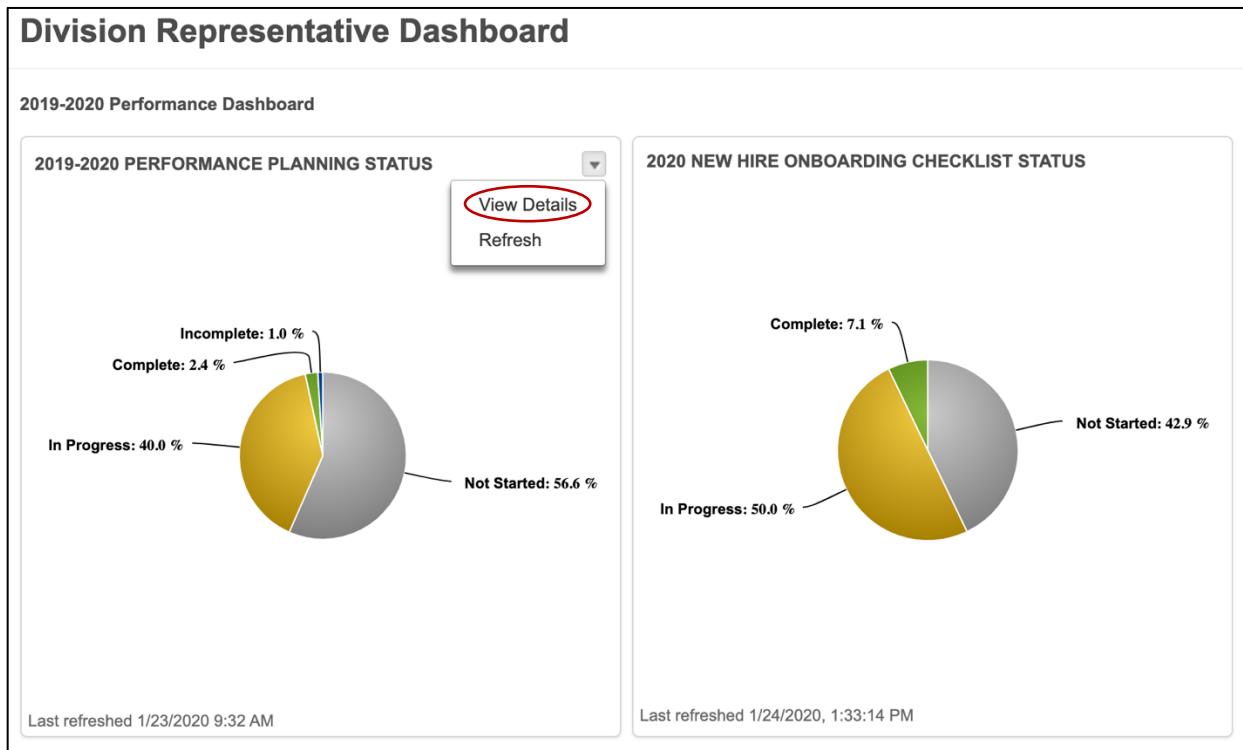 Division Representative Dashboard
2019-2020 Performance Dashboard
2019-2020 PERFORMANCE PLANNING STATUS
View Details
Refresh
Incomplete: 1.0 %
Complete: 2.4 %
In Progress: 40.0 %
Not Started: 56.6 %
Last refreshed 1/23/2020 9:32 AM
2020 NEW HIRE ONBOARDING CHECKLIST STATUS
Complete: 7.1 %
Not Started: 42.9 %
In Progress: 50.0 %
Last refreshed 1/24/2020, 1:33:14 PM